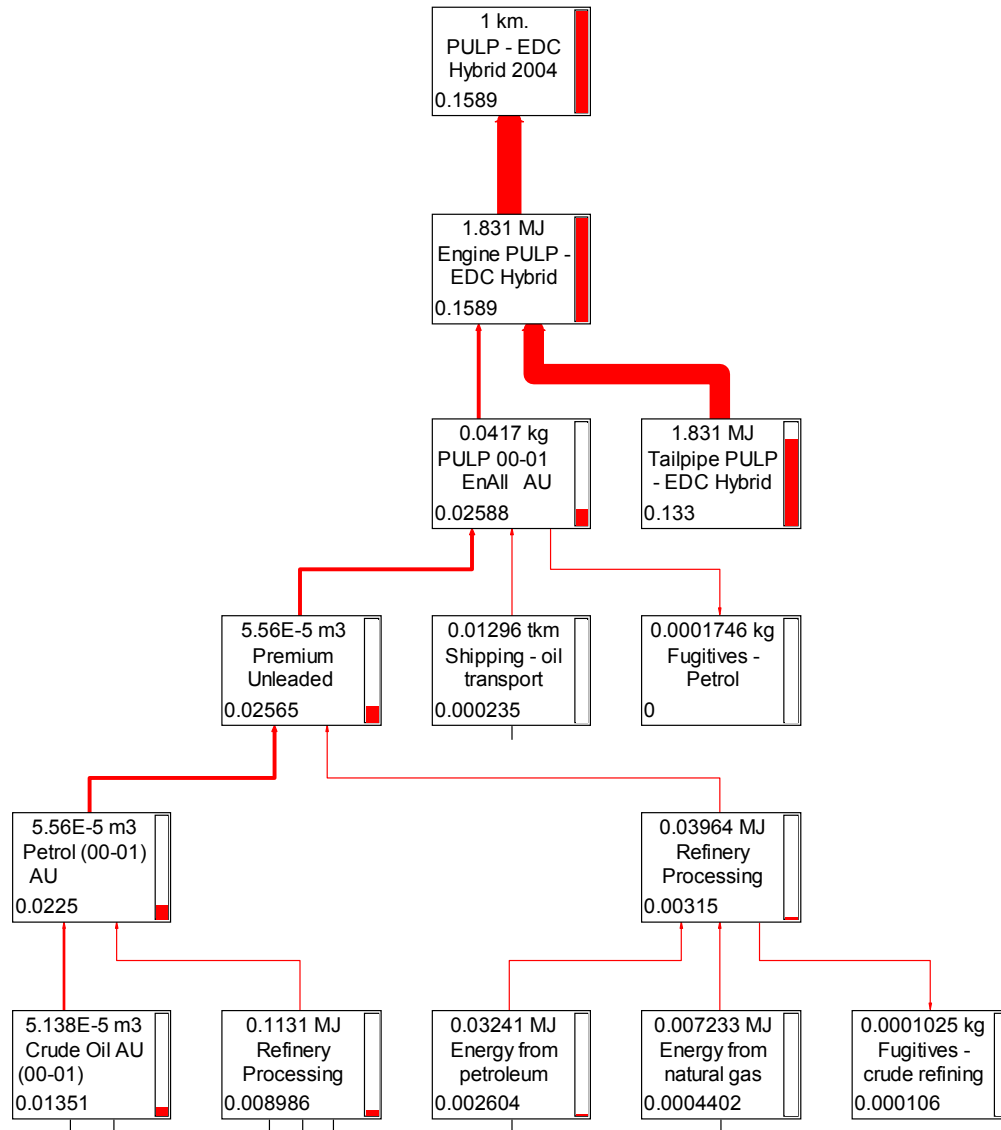 1 km.
PULP - EDC
Hybrid 2004
0.1589
1.831 MJ
Engine PULP -
EDC Hybrid
0.1589
0.0417 kg
PULP 00-01
EnAll AU
0.02588
1.831 MJ
Tailpipe PULP
- EDC Hybrid
0.133
5.56E-5 m3
Premium
Unleaded
0.02565
0.01296 tkm
Shipping - oil
transport
0.000235
0.0001746 kg
Fugitives -
Petrol
0
5.56E-5 m3
Petrol (00-01)
AU
0.0225
0.03964 MJ
Refinery
Processing
0.00315
5.138E-5 m3
Crude Oil AU
(00-01)
0.01351
0.1131 MJ
Refinery
Processing
0.008986
0.03241 MJ
Energy from
petroleum
0.002604
0.007233 MJ
Energy from
natural gas
0.0004402
0.0001025 kg
Fugitives -
crude refining
0.000106